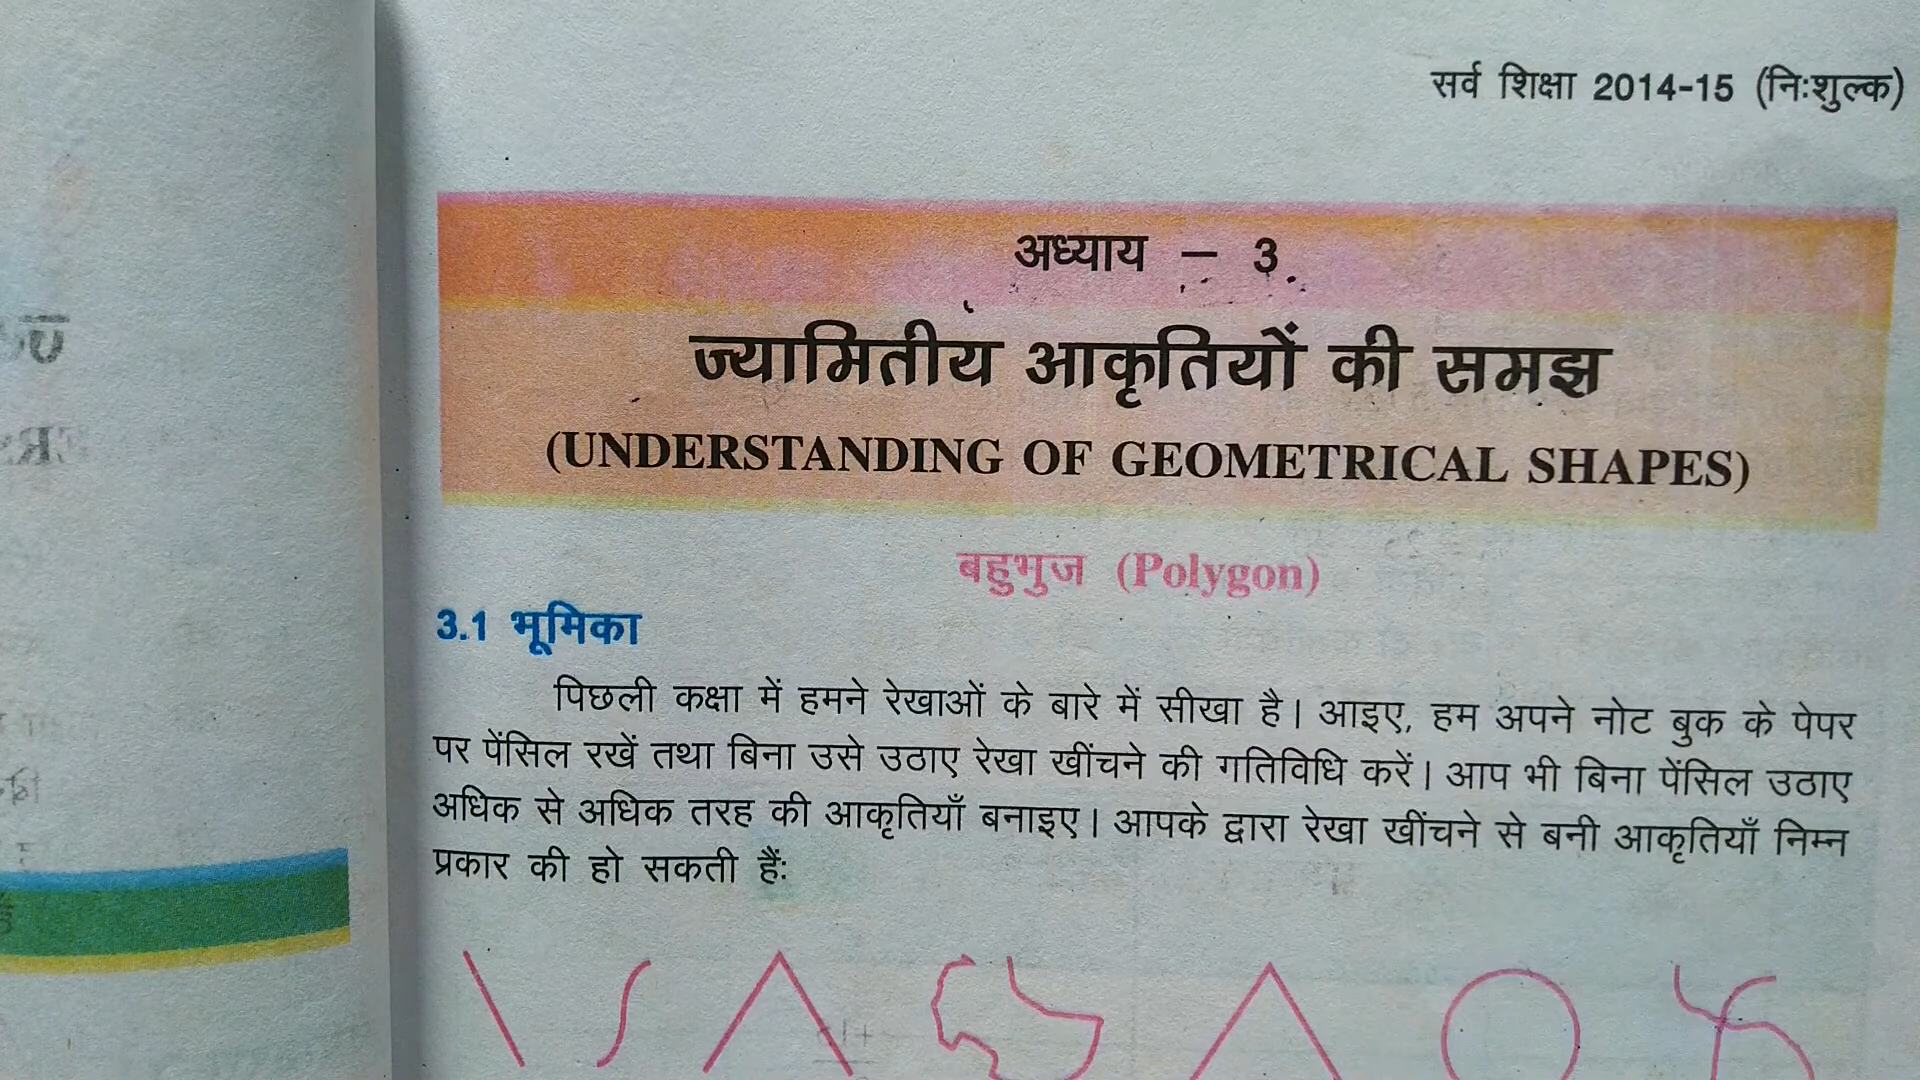 सर्व शिक्षा 2014-15 (निःशुल्क)
अध्याय – 3
ज्यामितीय आकृतियों की समझ
(UNDERSTANDING OF GEOMETRICAL SHAPES)
बहुभुज (Polygon)
3.1 भूमिका
पिछली कक्षा में हमने रेखाओं के बारे में सीखा है। आइए, हम अपने नोट बुक के पेपर
पर पेंसिल रखें तथा बिना उसे उठाए रेखा खींचने की गतिविधि करें। आप भी बिना पेंसिल उठाए
अधिक से अधिक तरह की आकृतियाँ बनाइए। आपके द्वारा रेखा खींचने से बनी आकृतियाँ निम्न
प्रकार की हो सकती हैं: